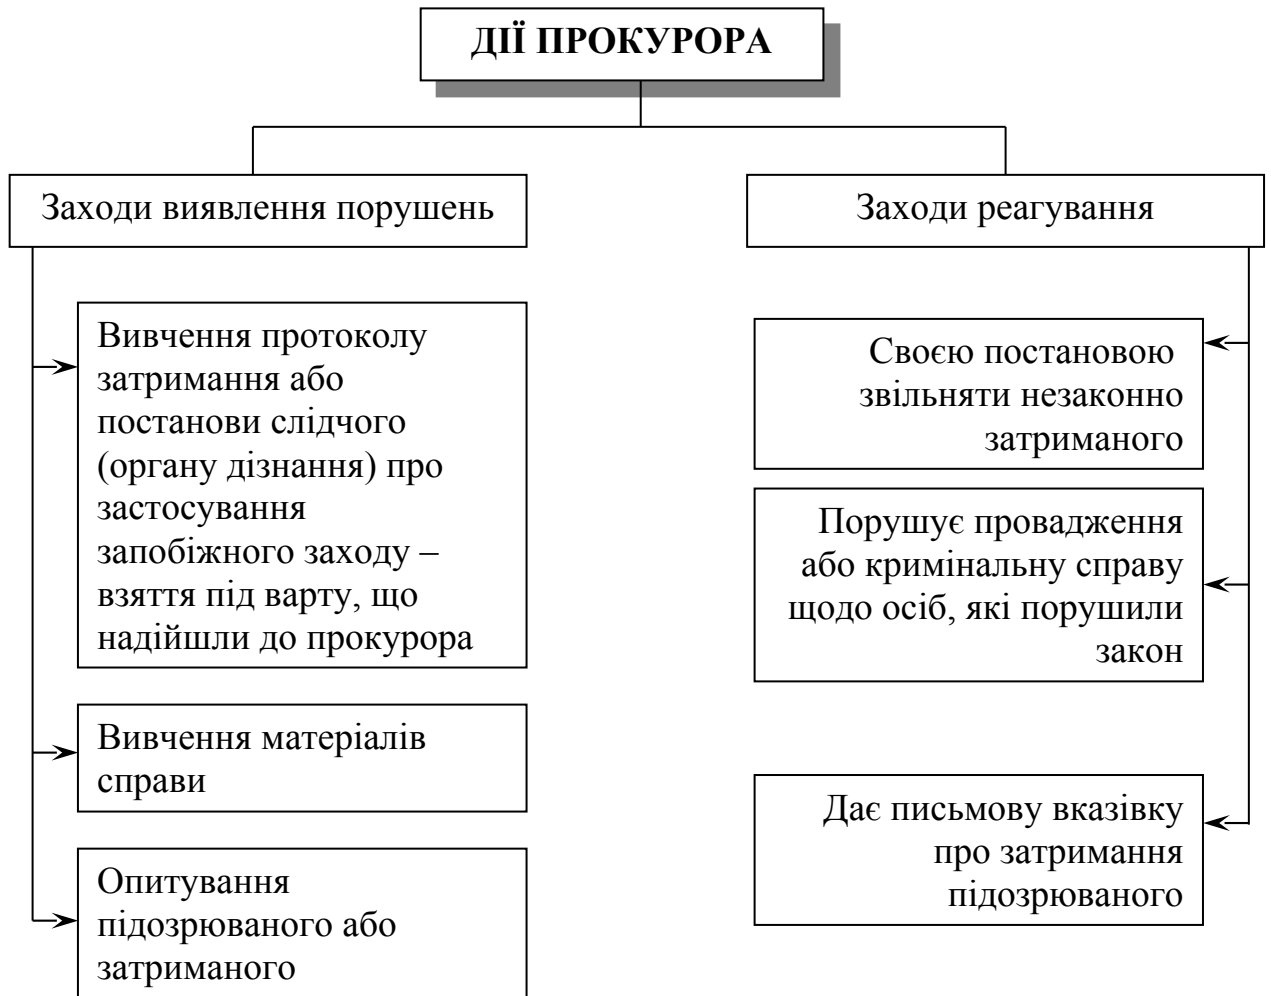 ДІЇ ПРОКУРОРА
Заходи виявлення порушень
Вивчення протоколу
затримання або
постанови слідчого
(органу дізнання) про
застосування
запобіжного заходу –
взяття під варту, що
надійшли до прокурора
Вивчення матеріалів
справи
Опитування
підозрюваного або
затриманого
Заходи реагування
Своєю постановою
звільняти незаконно
затриманого
Порушує провадження
або кримінальну справу
щодо осіб, які порушили
закон
Дає письмову вказівку
про затримання
підозрюваного